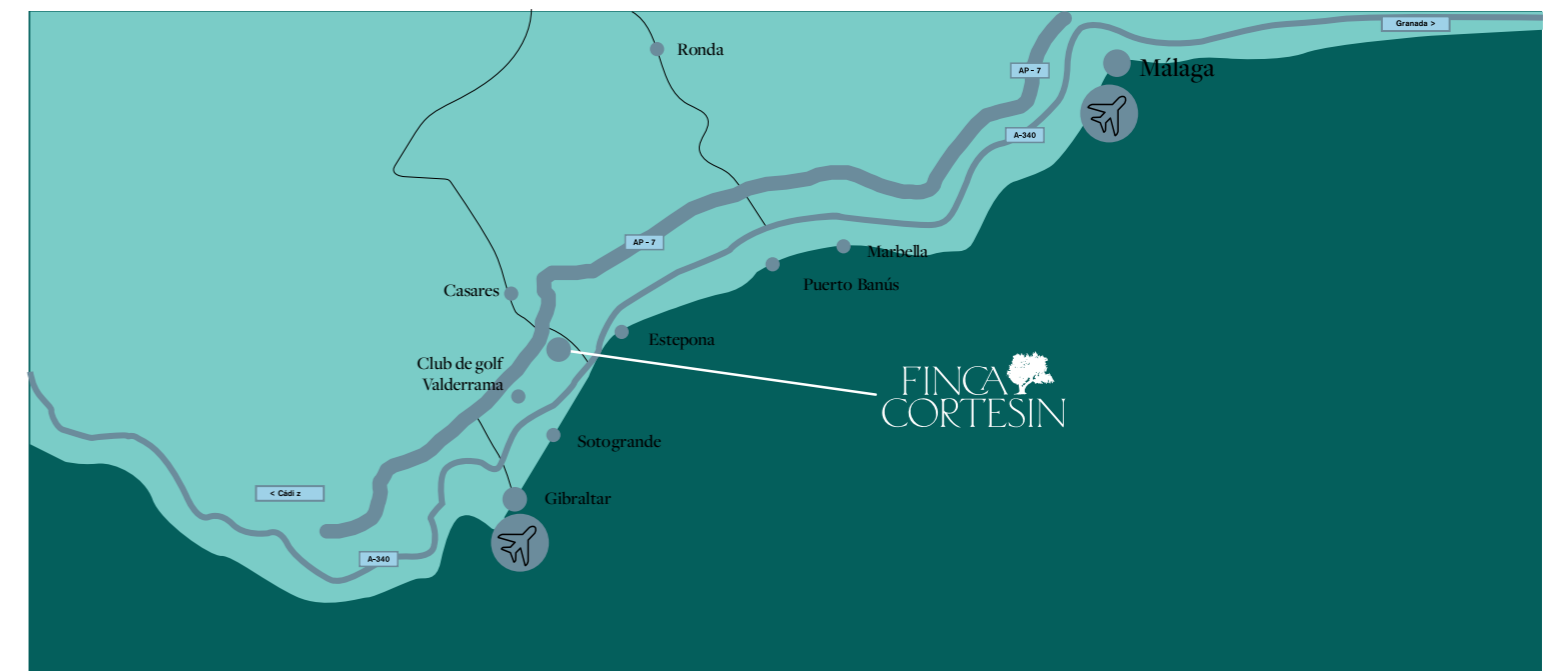 Granada >
Ronda
AP - 7
Málaga
A-340
AP - 7
Marbella
Puerto Banús
Casares
Estepona
Club de golf
Valderrama
FINCA
CORTESIN
Sotogrande
< Cádi z
Gibraltar
A-340